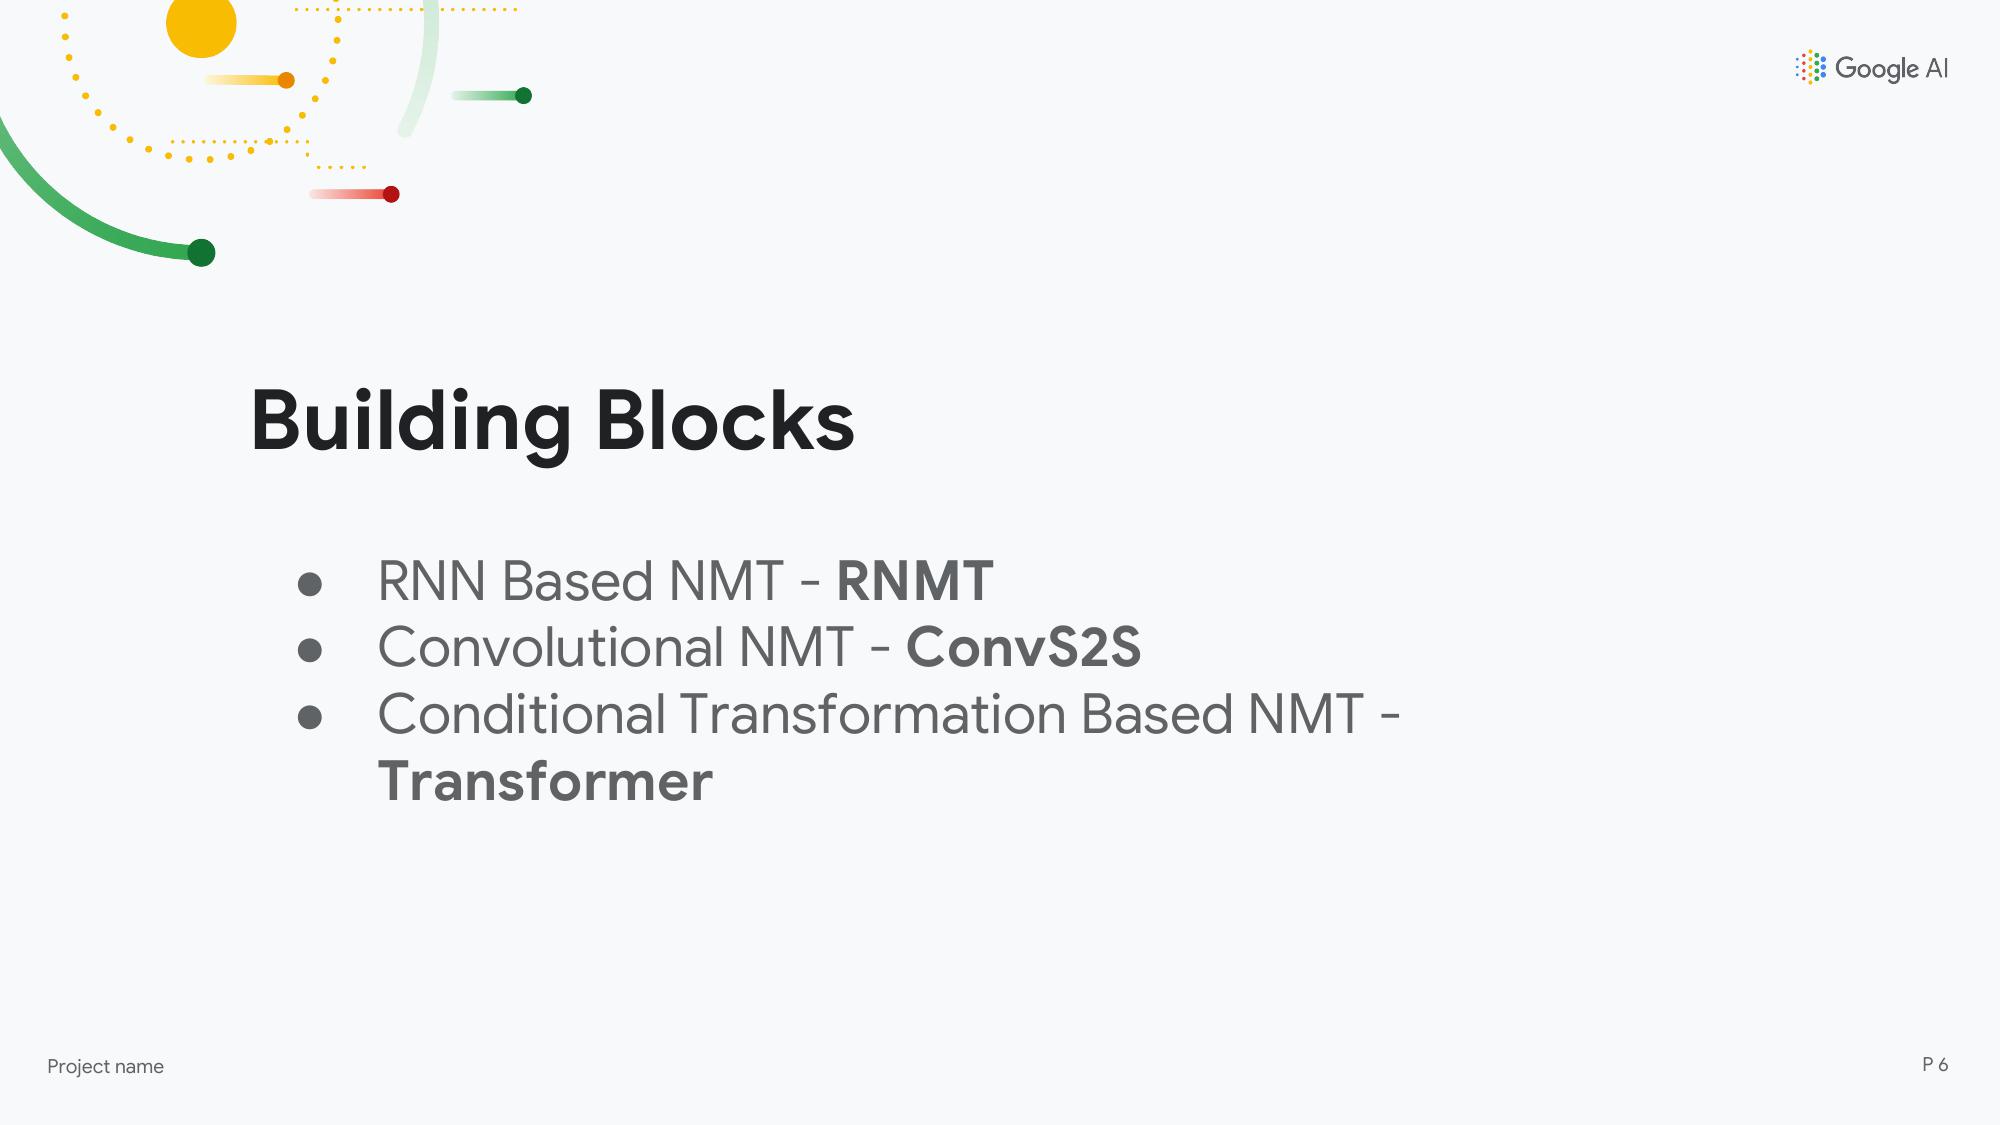 Google AI
Building Blocks
● RNN Based NMT - RNMT
● Convolutional NMT - ConvS2S
● Conditional Transformation Based NMT -
Transformer
Project name
P 6